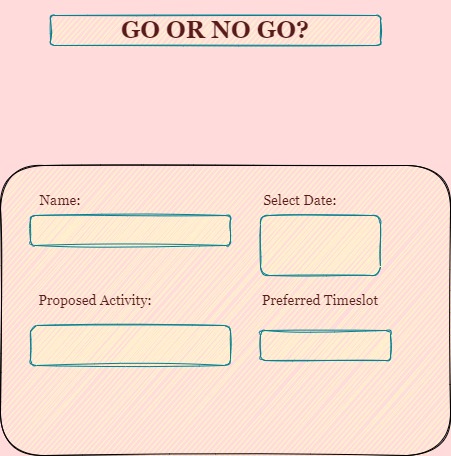 GO OR NO GO?
Name:
Select Date:
Proposed Activity:
Preferred Timeslot